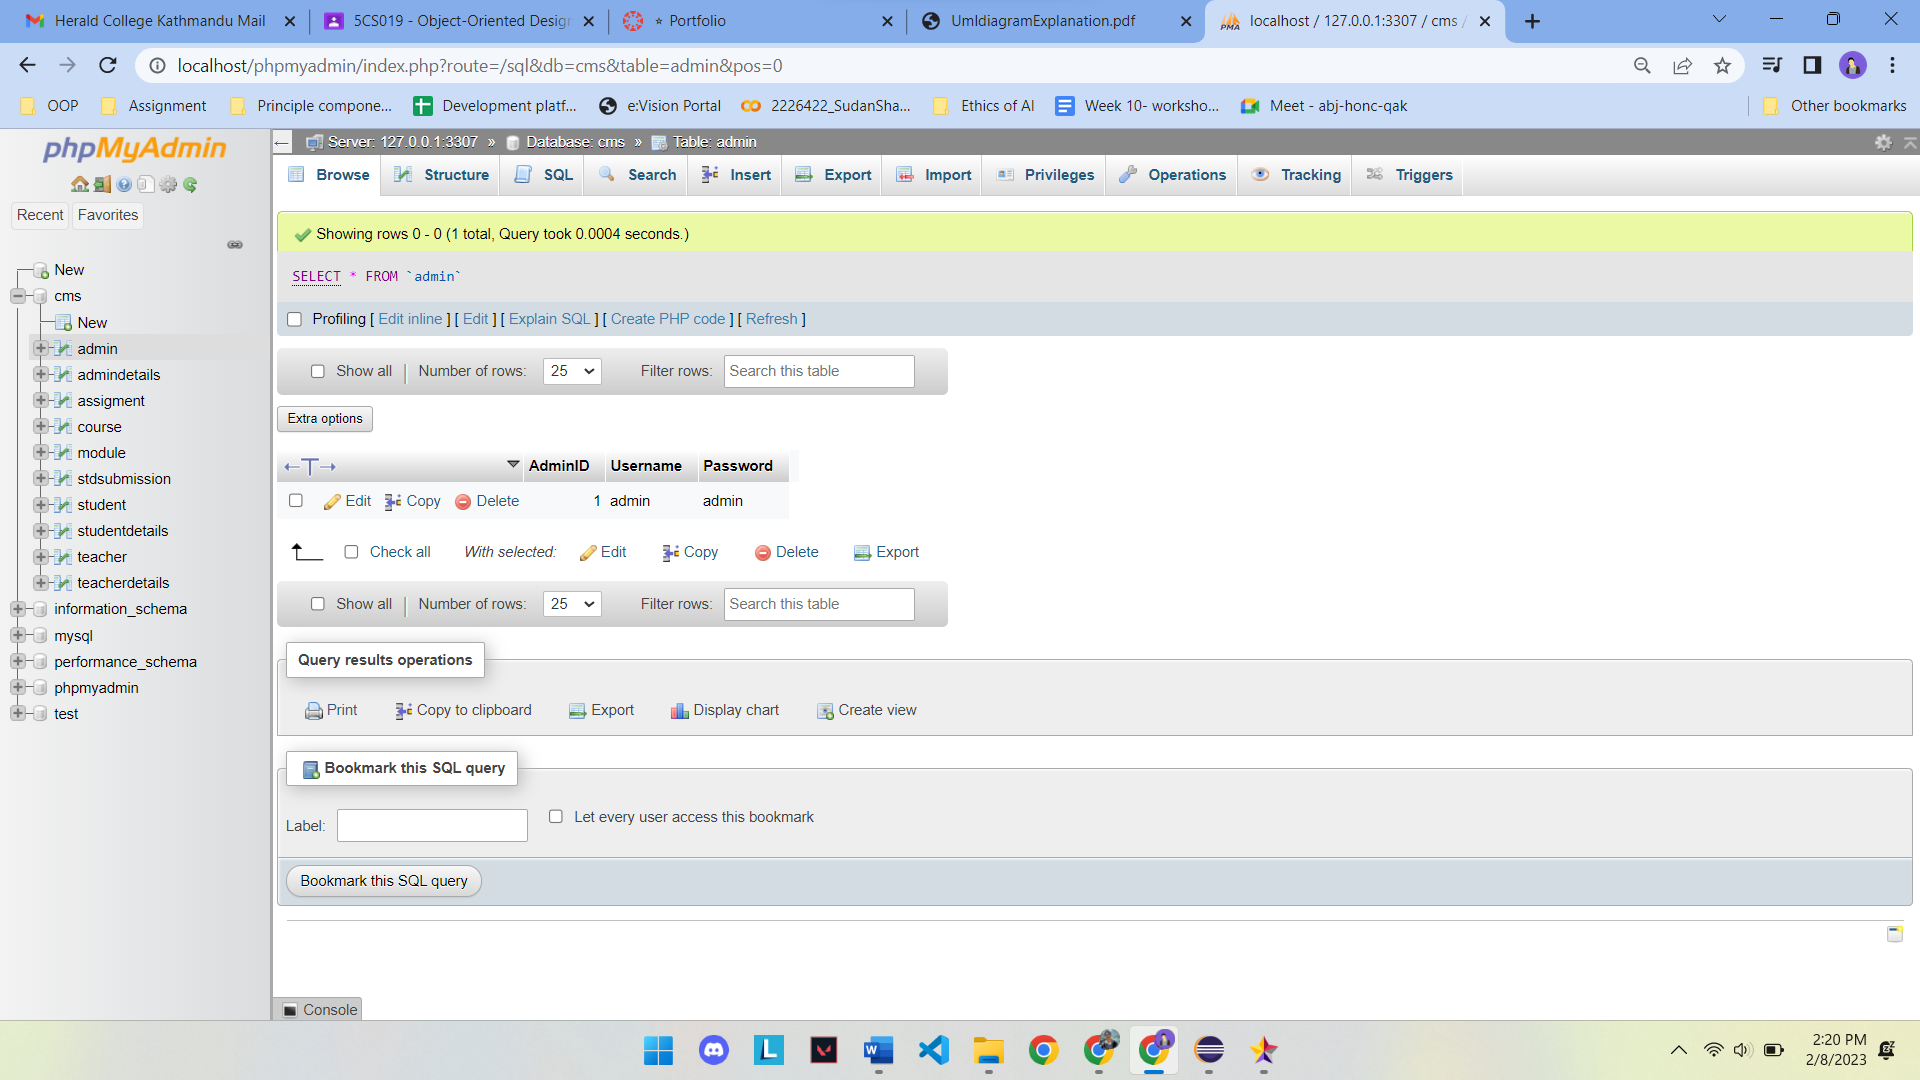 Herald College Kathmandu Mail
5CS019 - Object-Oriented Desig
* Portfolio
UmldiagramExplanation.pdf
localhost / 127.0.0.1:3307 / cms /
localhost/phpmyadmin/index.php?route=/sql&db=cms&table=admin&pos=0
OOP
Assignment
Principle compone...
Development platf...
e:Vision Portal
2226422_SudanSha...
Ethics of AI
Week 10- worksho...
Meet - abj-honc-qak
Other bookmarks
phpMyAdmin
Recent
Favorites
New
cms
New
admin
admindetails
assigment
course
module
stdsubmission
student
studentdetails
teacher
teacherdetails
information_schema
mysql
performance_schema
phpmyadmin
test
Server: 127.0.0.1:3307 » Database: cms » Table: admin
Browse
Structure
SQL
Search
Insert
Export
Import
Privileges
Operations
Tracking
Triggers
Showing rows 0 - 0 (1 total, Query took 0.0004 seconds.)
SELECT * FROM `admin`
Profiling [ Edit inline ] [ Edit ] [ Explain SQL ] [ Create PHP code ] [ Refresh ]
Show all
Number of rows: 25
Filter rows: Search this table
Extra options
AdminID Username Password
Edit Copy Delete 1 admin admin
Check all With selected: Edit Copy Delete Export
Show all
Number of rows: 25
Filter rows: Search this table
Query results operations
Print Copy to clipboard Export Display chart Create view
Bookmark this SQL query
Label:
Let every user access this bookmark
Bookmark this SQL query
Console
2:20 PM
2/8/2023